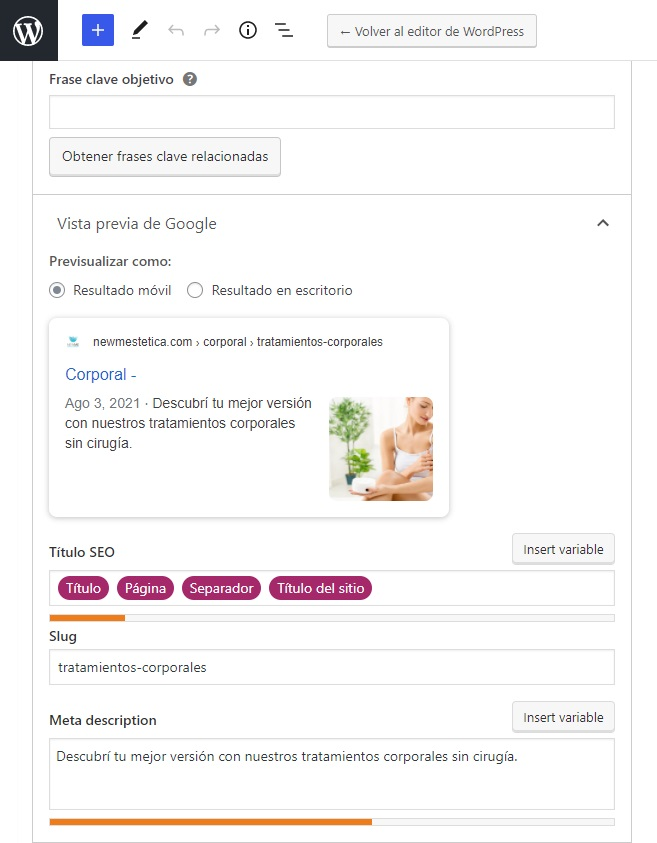 ← Volver al editor de WordPress
Frase clave objetivo
Obtener frases clave relacionadas
Vista previa de Google
Previsualizar como:
Resultado móvil Resultado en escritorio
newmestetica.com › corporal › tratamientos-corporales
Corporal -
Ago 3, 2021 · Descubrí tu mejor versión
con nuestros tratamientos corporales
sin cirugía.
Título SEO Insert variable
Título Página Separador Título del sitio
Slug
tratamientos-corporales
Meta description Insert variable
Descubrí tu mejor versión con nuestros tratamientos corporales sin cirugía.